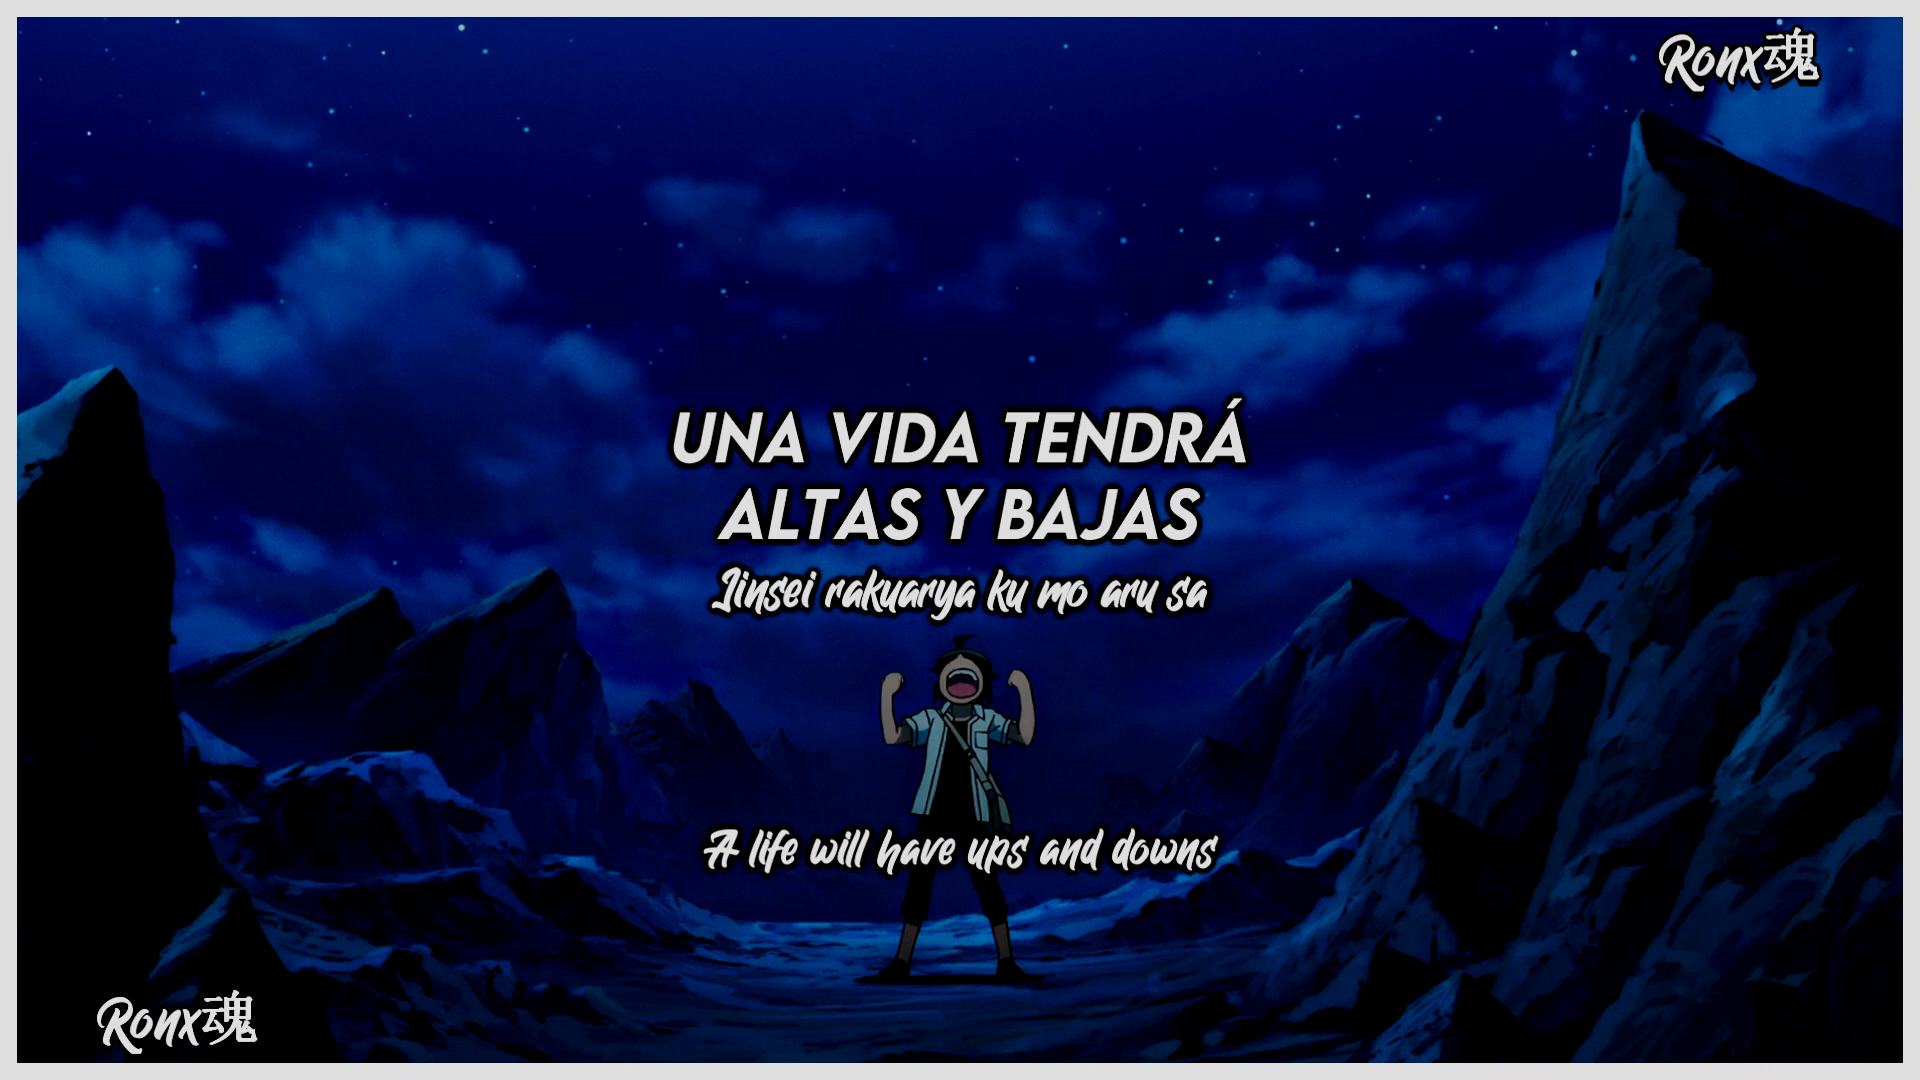 Ronx魂
UNA VIDA TENDRÁ
ALTAS Y BAJAS
Jinsei rakuarya ku mo aru sa
A life will have ups and downs
Ronx魂